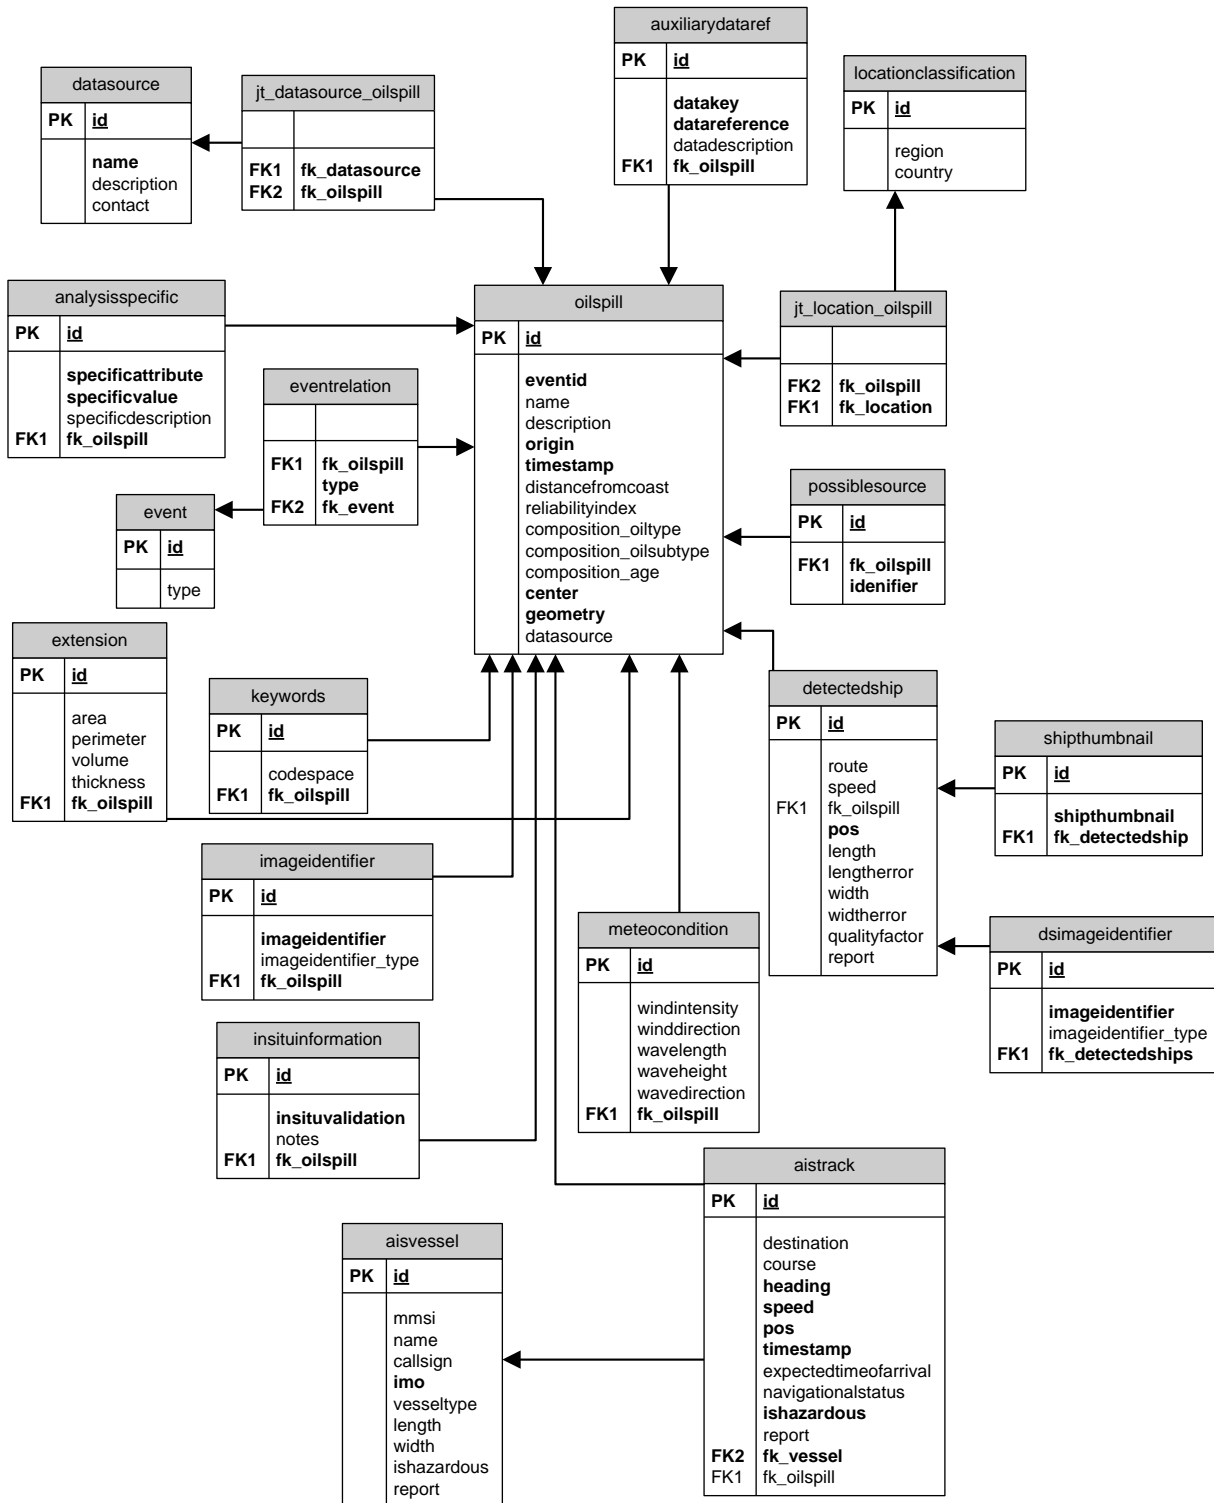 auxiliarydataref
PK id
datakey
datareference
datadescription
FK1 fk_oilspill
locationclassification
PK id
region
country
datasource
PK id
name
description
contact
jt_datasource_oilspill
FK1 fk_datasource
FK2 fk_oilspill
analysisspecific
PK id
specificattribute
specificvalue
specificdescription
FK1 fk_oilspill
oilspill
PK id
eventid
name
description
origin
timestamp
distancefromcoast
reliabilityindex
composition_oiltype
composition_oilsubtype
composition_age
center
geometry
datasource
jt_location_oilspill
FK2 fk_oilspill
FK1 fk_location
eventrelation
FK1 fk_oilspill
type
FK2 fk_event
event
PK id
type
possiblesource
PK id
FK1 fk_oilspill
idenifier
extension
PK id
area
perimeter
volume
thickness
FK1 fk_oilspill
keywords
PK id
codespace
FK1 fk_oilspill
detectedship
PK id
route
speed
FK1 fk_oilspill
pos
length
lengtherror
width
widtherror
qualityfactor
report
shipthumbnail
PK id
shipthumbnail
FK1 fk_detectedship
imageidentifier
PK id
imageidentifier
imageidentifier_type
FK1 fk_oilspill
meteocondition
PK id
windintensity
winddirection
wavelength
waveheight
wavedirection
FK1 fk_oilspill
dsimageidentifier
PK id
imageidentifier
imageidentifier_type
FK1 fk_detectedships
insituinformation
PK id
insituvalidation
notes
FK1 fk_oilspill
aistrack
PK id
destination
course
heading
speed
pos
timestamp
expectedtimeofarrival
navigationalstatus
ishazardous
report
FK2 fk_vessel
FK1 fk_oilspill
aisvessel
PK id
mmsi
name
callsign
imo
vesseltype
length
width
ishazardous
report